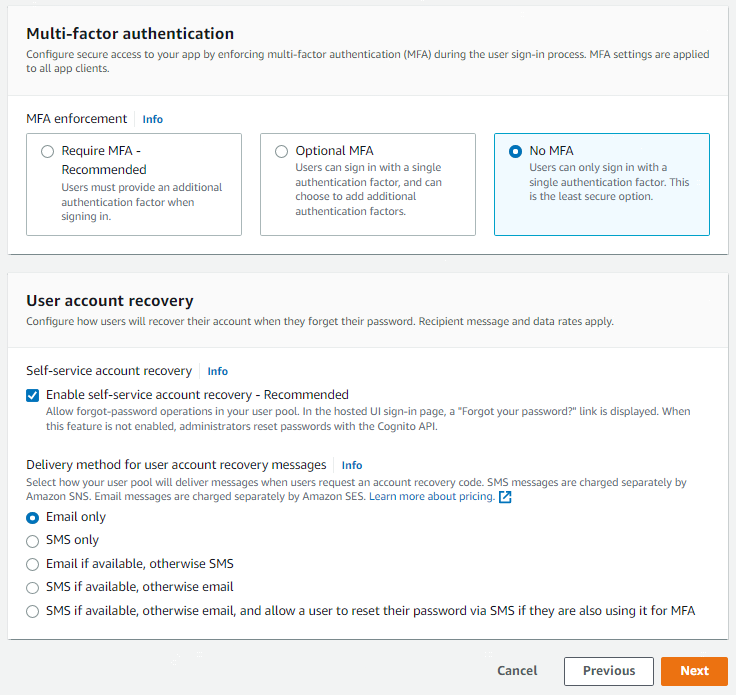 Multi-factor authentication
Configure secure access to your app by enforcing multi-factor authentication (MFA) during the user sign-in process. MFA settings are applied
to all app clients.
MFA enforcement Info
Require MFA -
Recommended
Users must provide an additional
authentication factor when
signing in.
Optional MFA
Users can sign in with a single
authentication factor, and can
choose to add additional
authentication factors.
No MFA
Users can only sign in with a
single authentication factor. This
is the least secure option.
User account recovery
Configure how users will recover their account when they forget their password. Recipient message and data rates apply.
Self-service account recovery Info
Enable self-service account recovery - Recommended
Allow forgot-password operations in your user pool. In the hosted UI sign-in page, a "Forgot your password?" link is displayed. When
this feature is not enabled, administrators reset passwords with the Cognito API.
Delivery method for user account recovery messages Info
Select how your user pool will deliver messages when users request an account recovery code. SMS messages are charged separately by
Amazon SNS. Email messages are charged separately by Amazon SES. Learn more about pricing.
Email only
SMS only
Email if available, otherwise SMS
SMS if available, otherwise email
SMS if available, otherwise email, and allow a user to reset their password via SMS if they are also using it for MFA
Cancel Previous Next